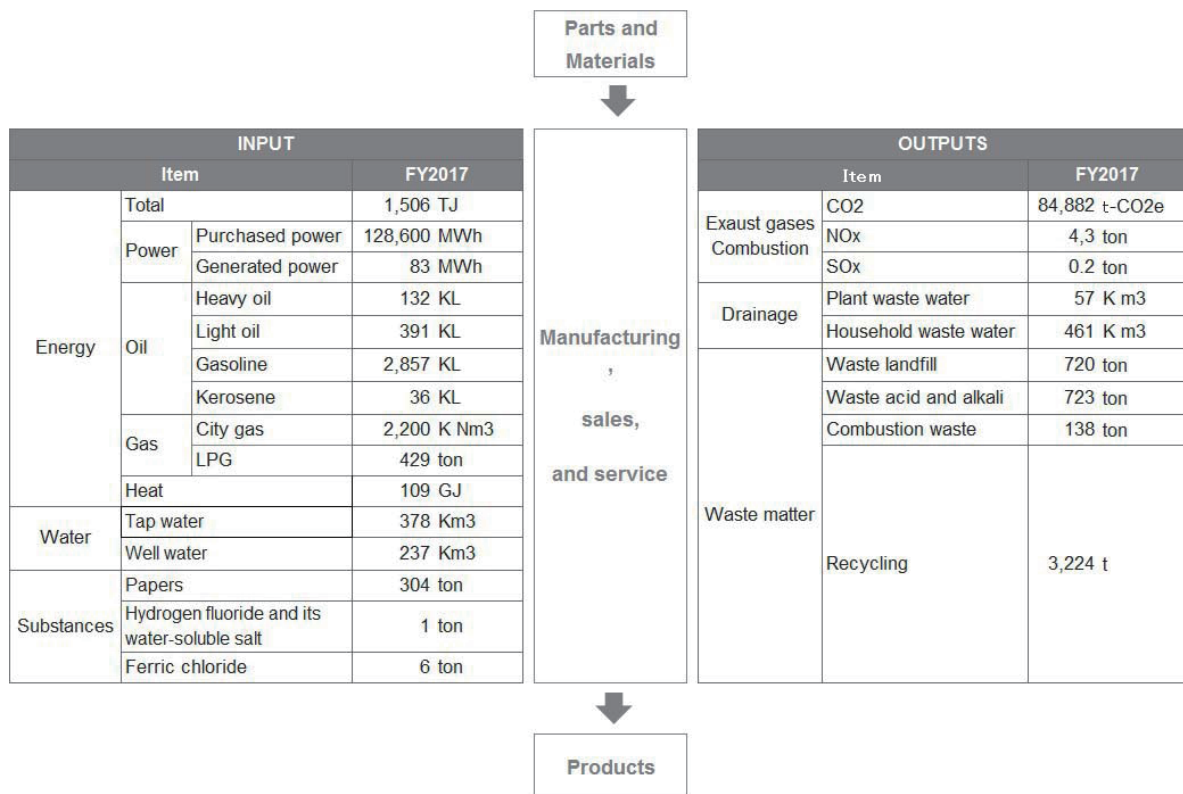 Parts and
Materials
INPUT
Item FY2017
Energy
Total 1,506 TJ
Power
Purchased power 128,600 MWh
Generated power 83 MWh
Oil
Heavy oil 132 KL
Light oil 391 KL
Gasoline 2,857 KL
Kerosene 36 KL
Gas
City gas 2,200 K Nm3
LPG 429 ton
Heat 109 GJ
Water
Tap water 378 Km3
Well water 237 Km3
Substances
Papers 304 ton
Hydrogen fluoride and its
water-soluble salt 1 ton
Ferric chloride 6 ton
Manufacturing
,
sales,
and service
OUTPUTS
Item FY2017
Exaust gases
Combustion
CO2 84,882 t-CO2e
NOx 4,3 ton
SOx 0.2 ton
Drainage
Plant waste water 57 K m3
Household waste water 461 K m3
Waste matter
Waste landfill 720 ton
Waste acid and alkali 723 ton
Combustion waste 138 ton
Recycling 3,224 t
Products